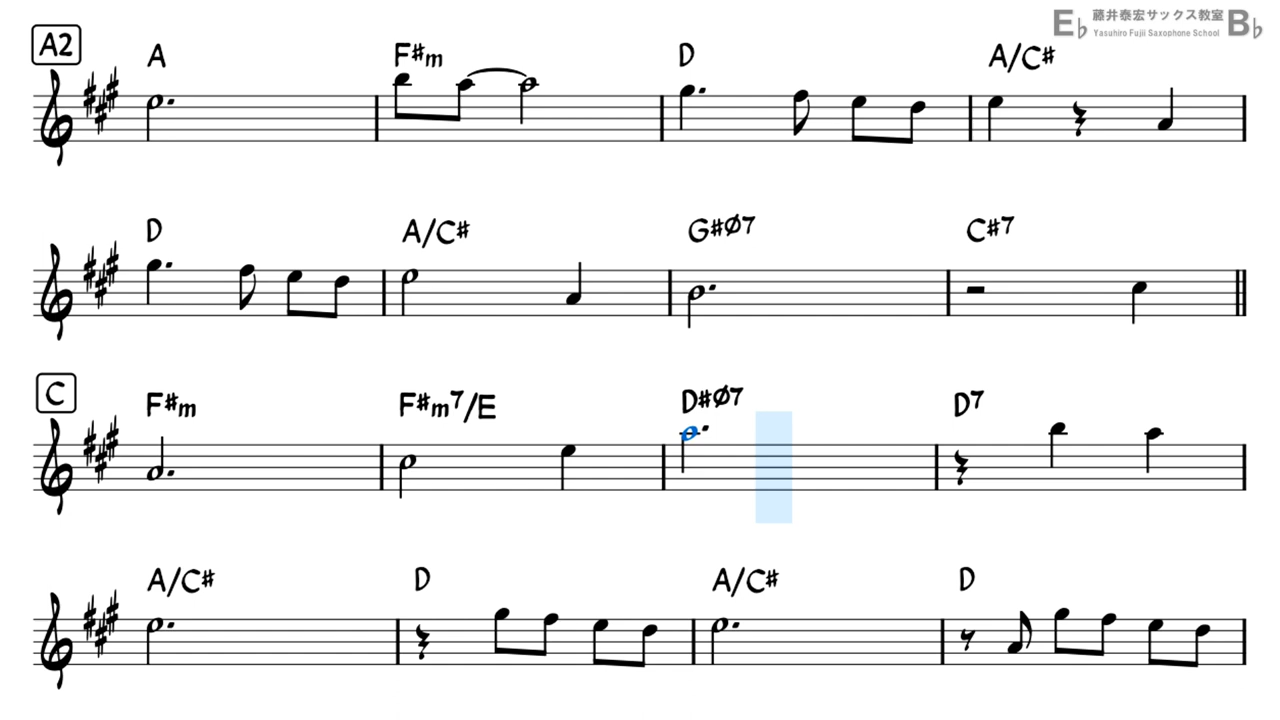 E♭ 藤井泰宏サックス教室 B♭
Yasuhiro Fujii Saxophone School
A2
A F#m D A/C#
D A/C# G#Ø7 C#7
C
F#m F#m7/E D#Ø7 D7
A/C# D A/C# D